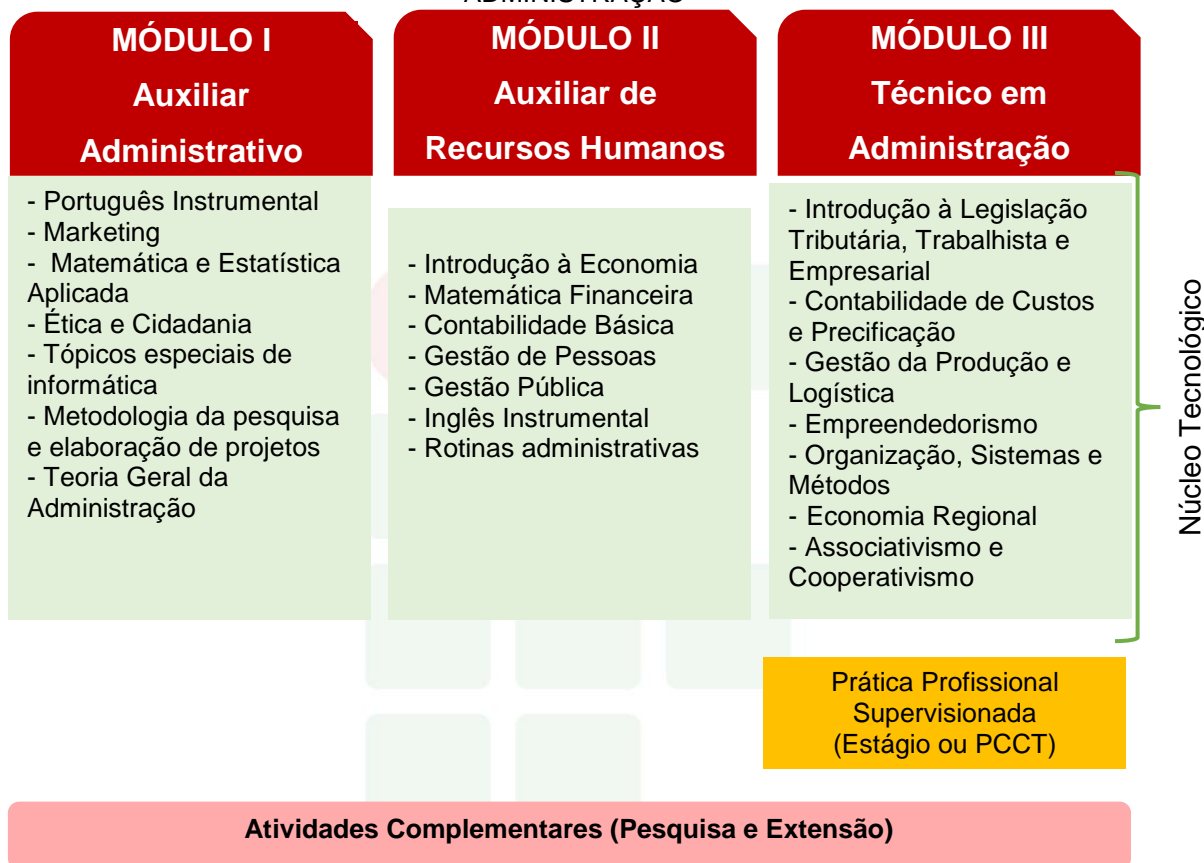 ADMINISTRAÇÃO
MÓDULO I
Auxiliar
Administrativo
- Português Instrumental
- Marketing
- Matemática e Estatística
Aplicada
- Ética e Cidadania
- Tópicos especiais de
informática
- Metodologia da pesquisa
e elaboração de projetos
- Teoria Geral da
Administração
MÓDULO II
Auxiliar de
Recursos Humanos
- Introdução à Economia
- Matemática Financeira
- Contabilidade Básica
- Gestão de Pessoas
- Gestão Pública
- Inglês Instrumental
- Rotinas administrativas
MÓDULO III
Técnico em
Administração
- Introdução à Legislação
Tributária, Trabalhista e
Empresarial
- Contabilidade de Custos
e Precificação
- Gestão da Produção e
Logística
- Empreendedorismo
- Organização, Sistemas e
Métodos
- Economia Regional
- Associativismo e
Cooperativismo
Núcleo Tecnológico
Prática Profissional
Supervisionada
(Estágio ou PCCT)
Atividades Complementares (Pesquisa e Extensão)